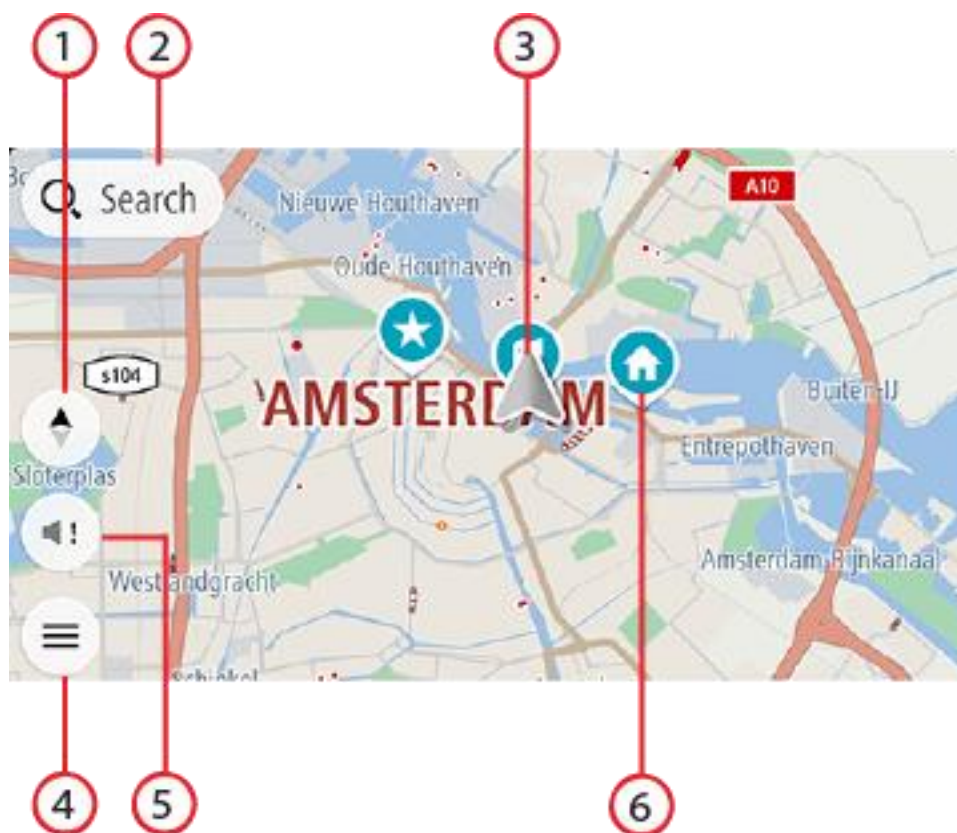 1
2
3
Search
A10
Nieuwe Houthaven
Oude Houthaven
s104
AMSTERDAM
Buiten-IJ
Entrepothaven
Sloterplas
!
Amsterdam-Rijnkanaal
Westlandgracht
Schinkel
4
5
6